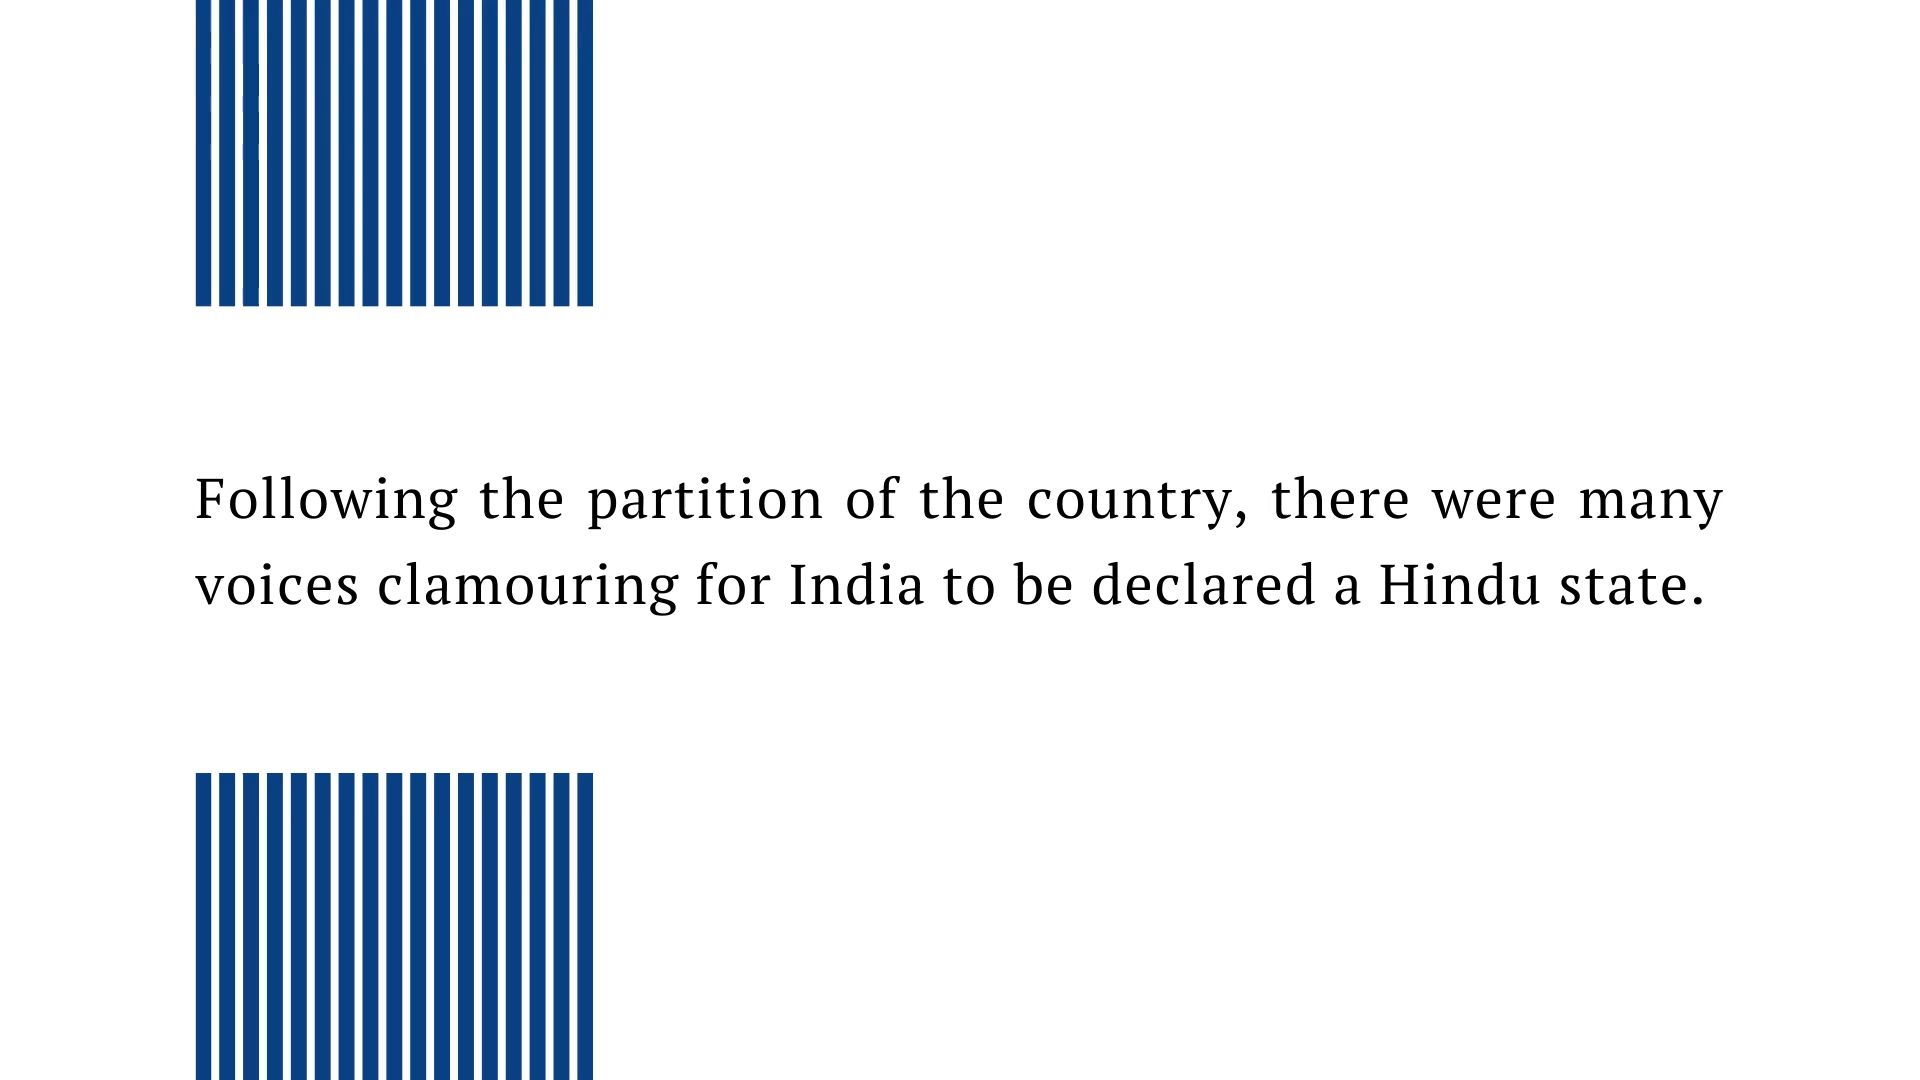 Following the partition of the country, there were many
voices clamouring for India to be declared a Hindu state.